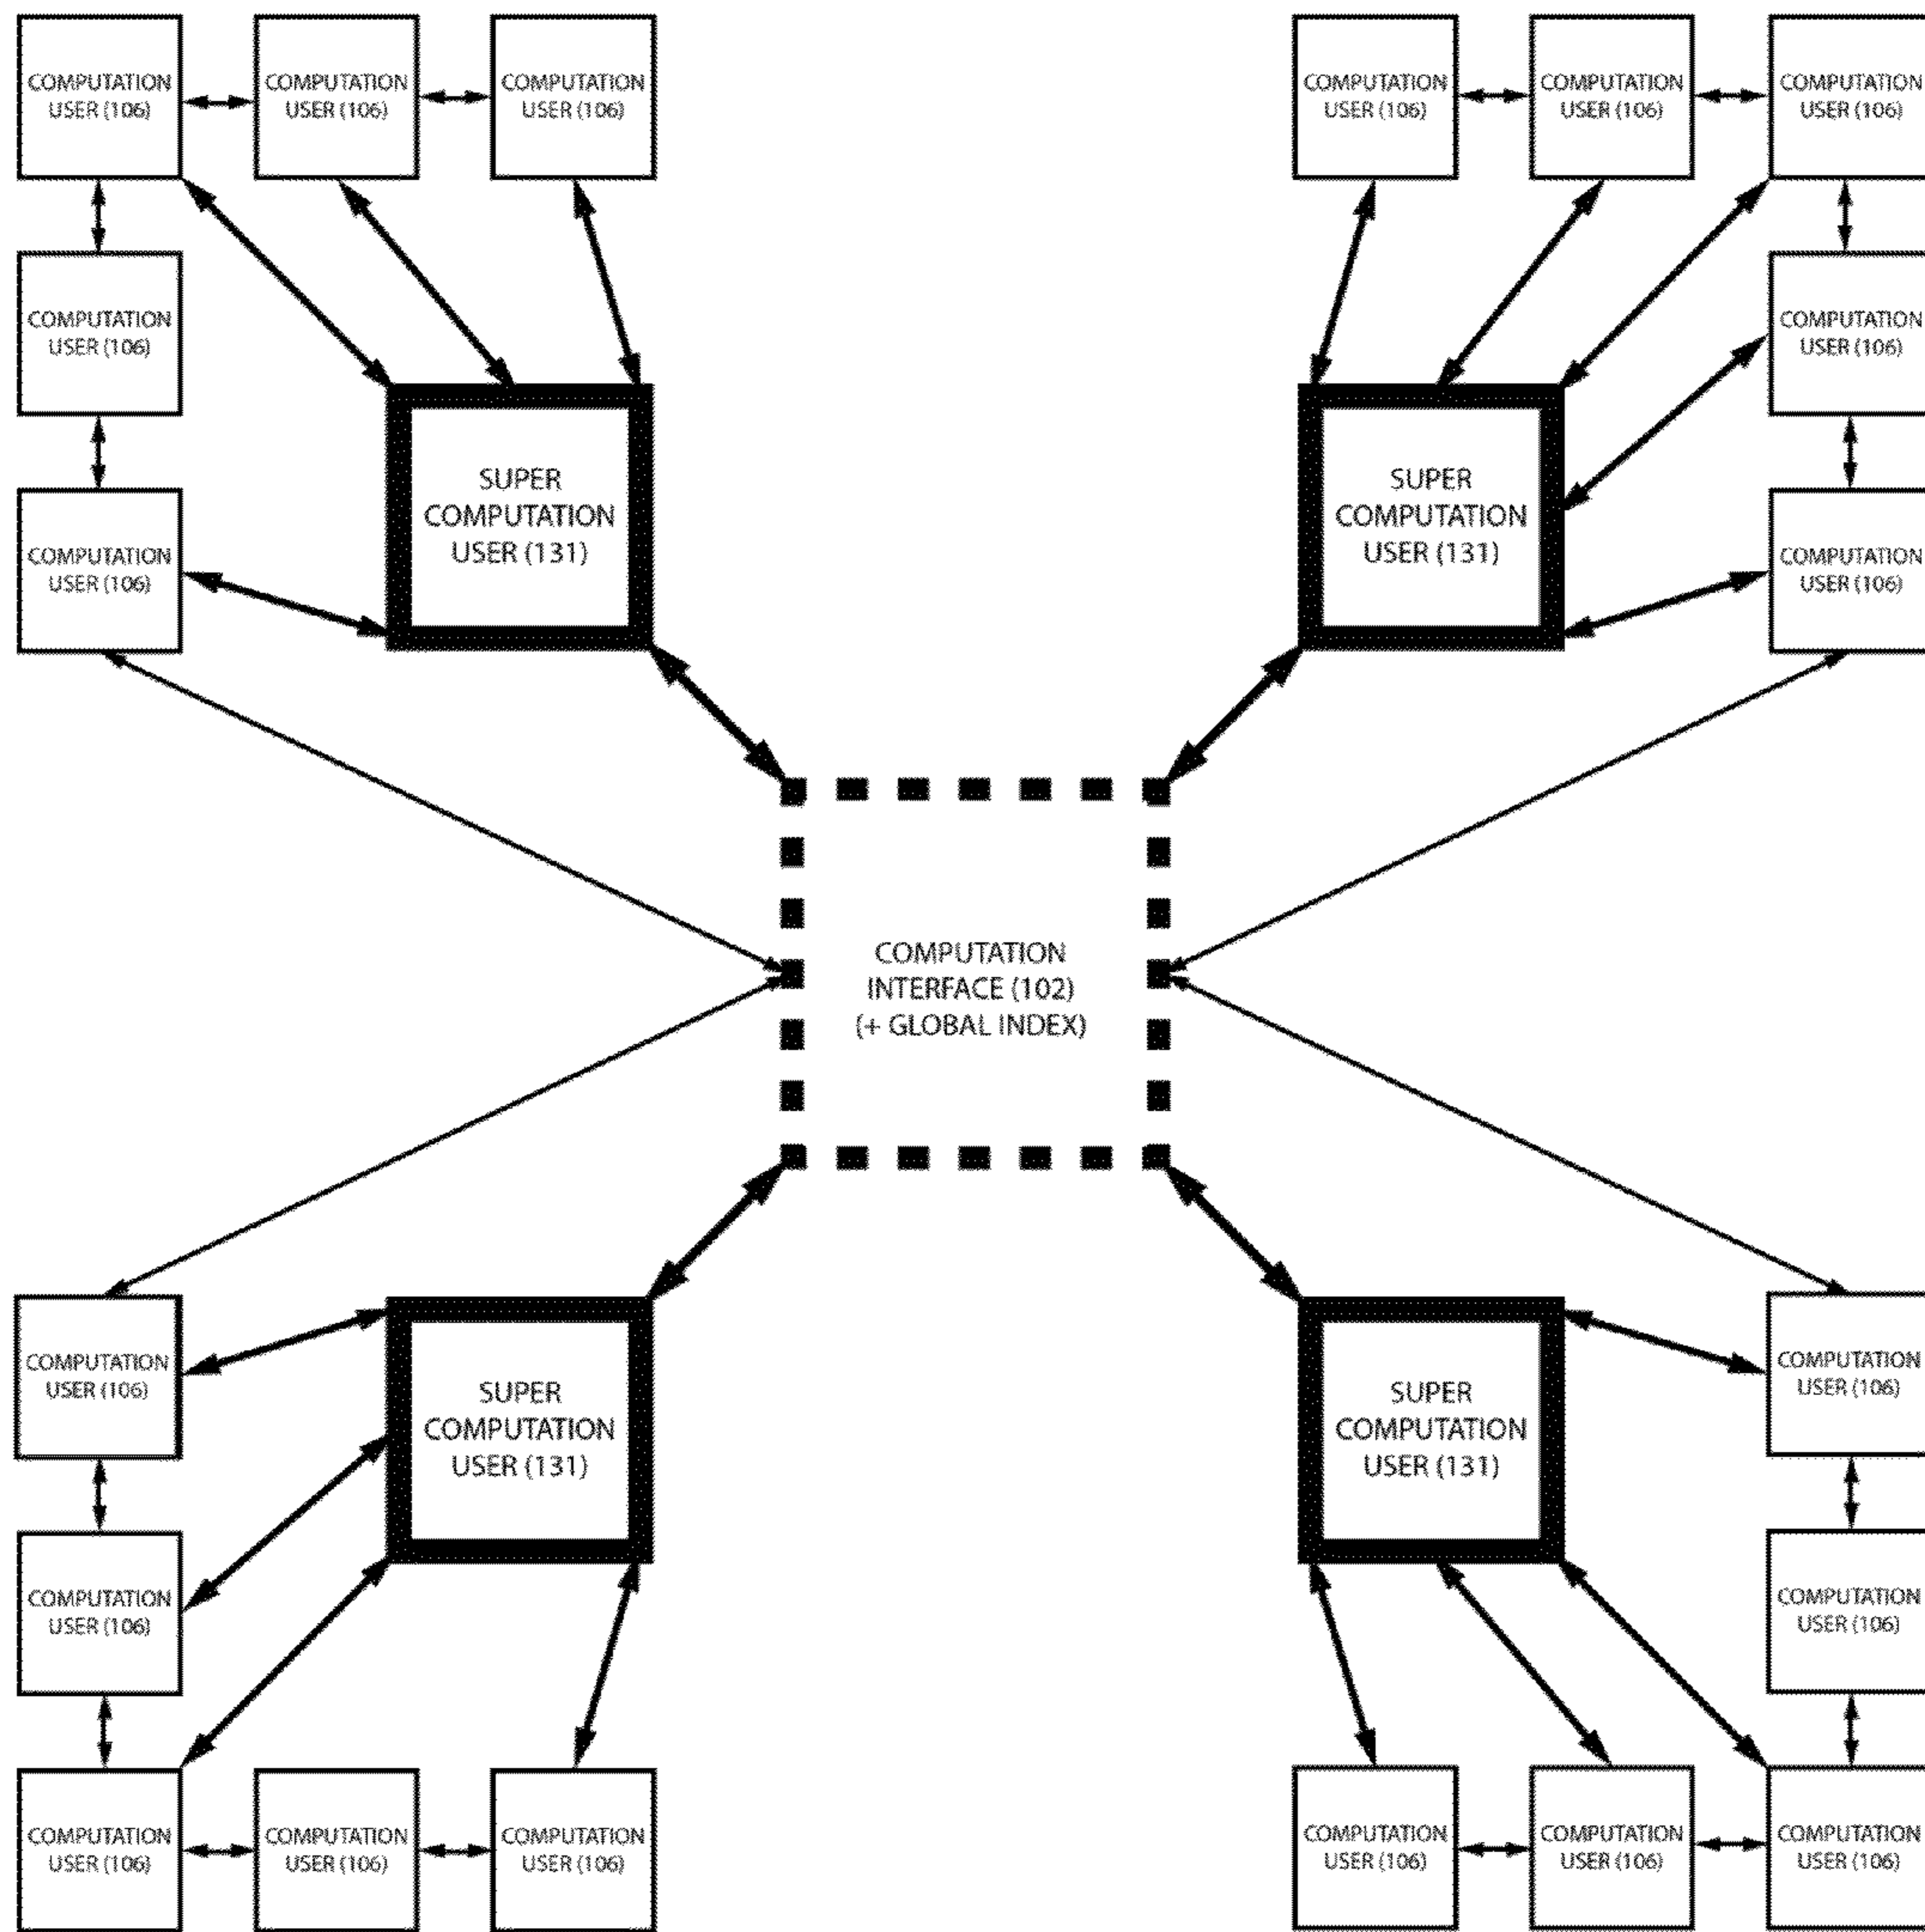 COMPUTATION
USER (106)
COMPUTATION
USER (106)
COMPUTATION
USER (106)
COMPUTATION
USER (106)
COMPUTATION
USER (106)
COMPUTATION
USER (106)
COMPUTATION
USER (106)
COMPUTATION
USER (106)
SUPER
COMPUTATION
USER (131)
SUPER
COMPUTATION
USER (131)
COMPUTATION
USER (106)
COMPUTATION
USER (106)
COMPUTATION
INTERFACE (102)
(+ GLOBAL INDEX)
COMPUTATION
USER (106)
SUPER
COMPUTATION
USER (131)
SUPER
COMPUTATION
USER (131)
COMPUTATION
USER (106)
COMPUTATION
USER (106)
COMPUTATION
USER (106)
COMPUTATION
USER (106)
COMPUTATION
USER (106)
COMPUTATION
USER (106)
COMPUTATION
USER (106)
COMPUTATION
USER (106)
COMPUTATION
USER (106)